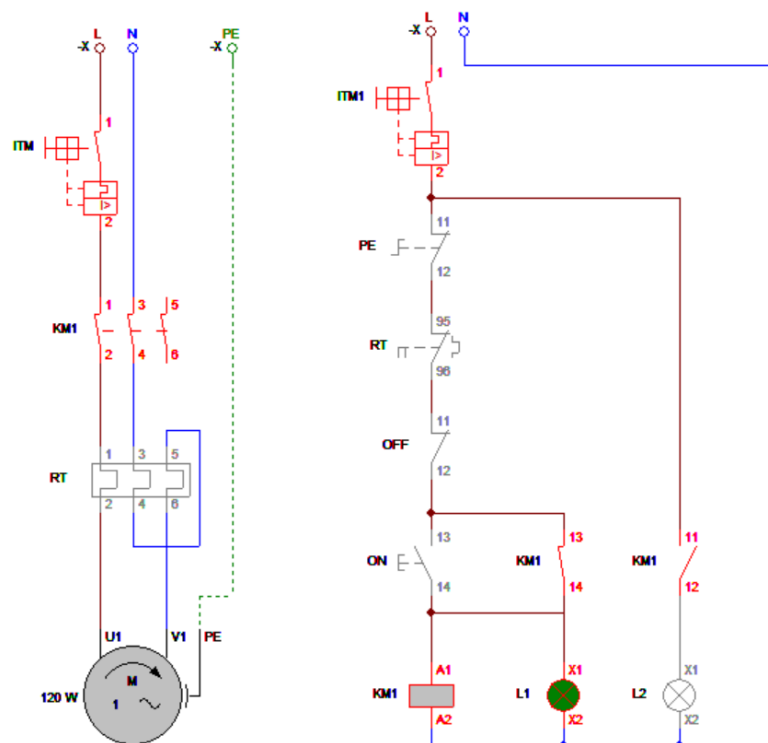 L N PE
-X -X
1
ITM
I>
2
1 3 5
KM1
2 4 6
1 3 5
RT
2 4 6
U1 V1 PE
M
120 W
1
L N
-X
1
ITM1
I>
2
11
PE
12
95
RT
96
11
OFF
12
13 13 11
ON KM1 KM1
14 14 12
A1 X1 X1
KM1 L1 L2
A2 X2 X2